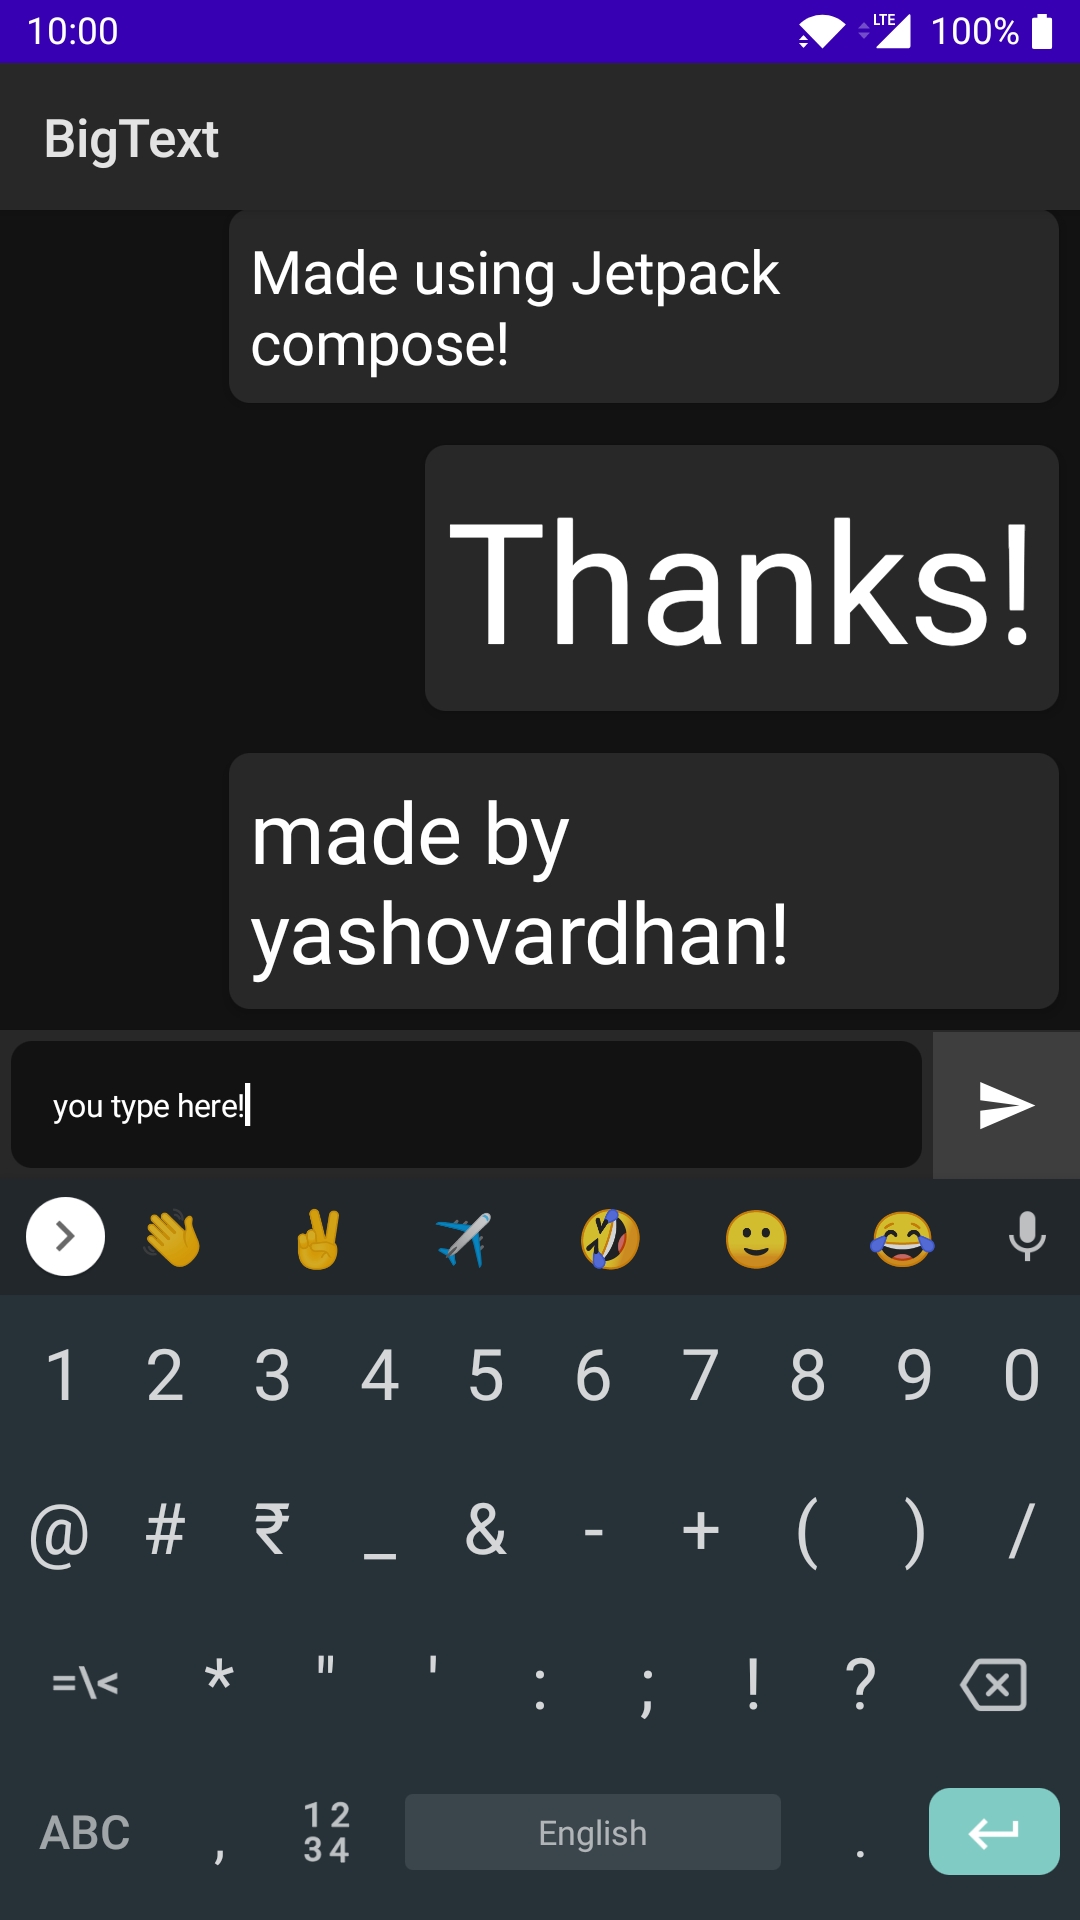 10:00 LTE 100%
BigText
Made using Jetpack
compose!
Thanks!
made by
yashovardhan!
you type here!
1 2 3 4 5 6 7 8 9 0
@ # ₹ _ & - + ( ) /
=\< * " ' : ; ! ?
ABC , 12 English .
34